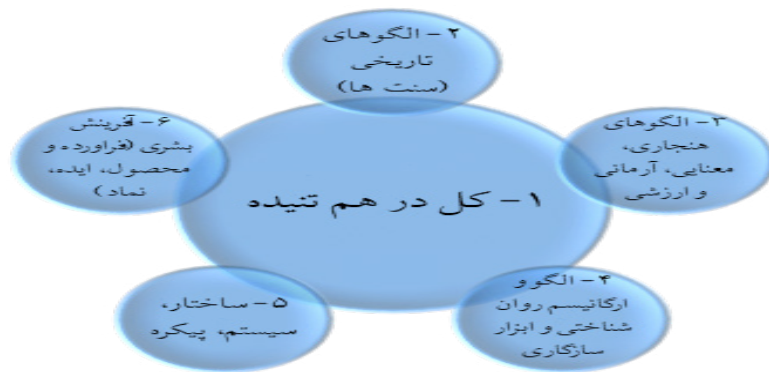 ۲- الگوهای
تاریخی
(سنت ها)
۳- الگوهای
هنجاری،
معنایی، آرمانی
و ارزشی
۶- آفرینش
بشری (فراورده و
محصول، ایده،
نماد)
۱- کل در هم تنیده
۴- الگو و
ارگانیسم روان
شناختی و ابزار
سازگاری
۵- ساختار،
سیستم، پیکره